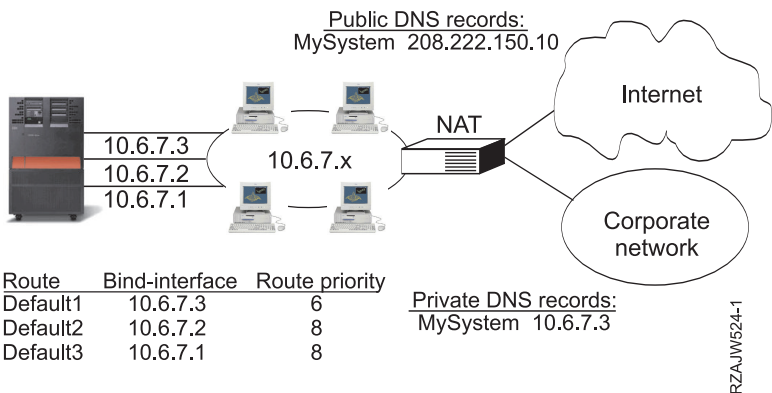 Public DNS records:
MySystem 208.222.150.10
Internet
NAT
10.6.7.3
10.6.7.2
10.6.7.1
10.6.7.x
Corporate
network
Route Bind-interface Route priority
Default1 10.6.7.3 6
Default2 10.6.7.2 8
Default3 10.6.7.1 8
Private DNS records:
MySystem 10.6.7.3
RZAJW524-1